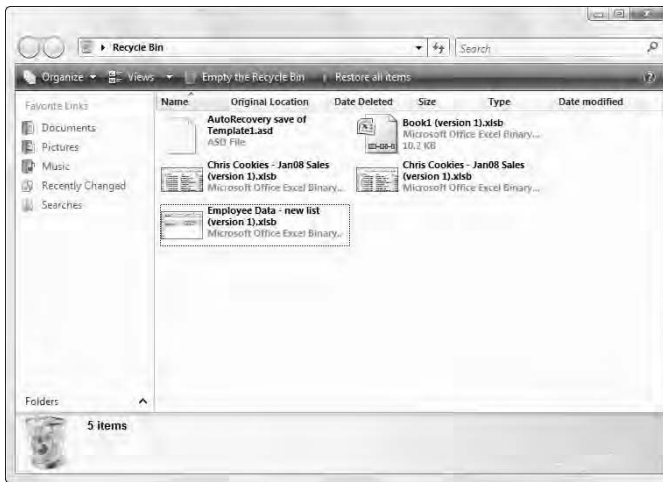 Recycle Bin
Search
Organize Views Empty the Recycle Bin Restore all items
Favorite Links
Name Original Location Date Deleted Size Type Date modified
Documents
Pictures
Music
Recently Changed
Searches
AutoRecovery save of
Template1.asd
ASD File
Book1 (version 1).xlsb
Microsoft Office Excel Binary...
10.2 KB
Chris Cookies - Jan08 Sales
(version 1).xlsb
Microsoft Office Excel Binary...
Chris Cookies - Jan08 Sales
(version 1).xlsb
Microsoft Office Excel Binary...
Employee Data - new list
(version 1).xlsb
Microsoft Office Excel Binary...
Folders
5 items